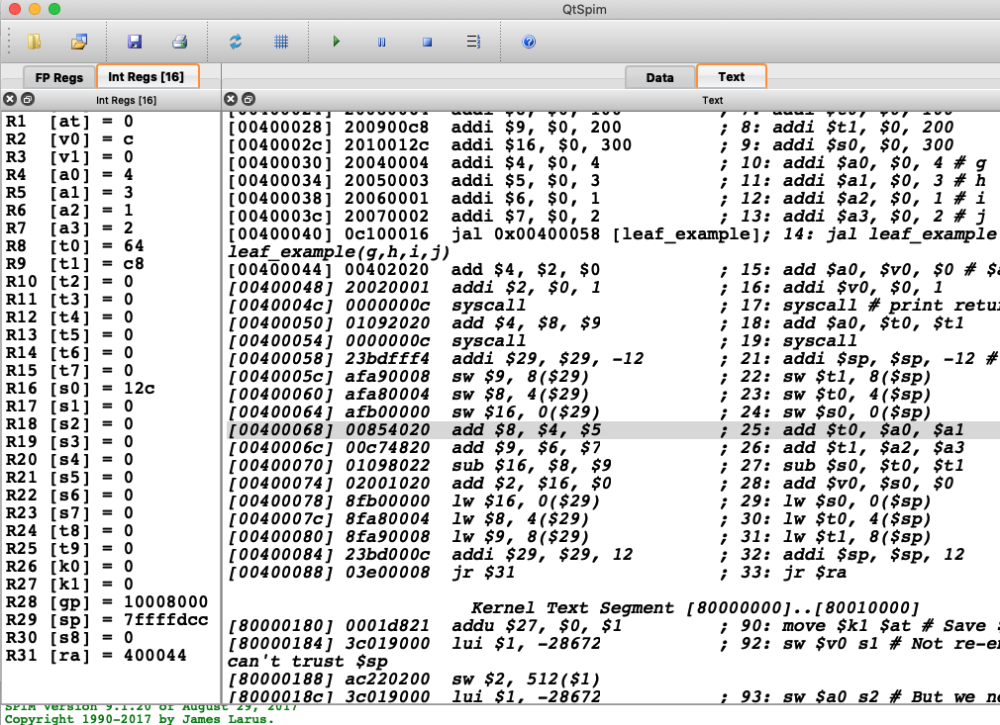 QtSpim
FP Regs
Int Regs [16]
Data
Text
Int Regs [16]
Text
R1 [at] = 0
R2 [v0] = c
R3 [v1] = 0
R4 [a0] = 4
R5 [a1] = 3
R6 [a2] = 1
R7 [a3] = 2
R8 [t0] = 64
R9 [t1] = c8
R10 [t2] = 0
R11 [t3] = 0
R12 [t4] = 0
R13 [t5] = 0
R14 [t6] = 0
R15 [t7] = 0
R16 [s0] = 12c
R17 [s1] = 0
R18 [s2] = 0
R19 [s3] = 0
R20 [s4] = 0
R21 [s5] = 0
R22 [s6] = 0
R23 [s7] = 0
R24 [t8] = 0
R25 [t9] = 0
R26 [k0] = 0
R27 [k1] = 0
R28 [gp] = 10008000
R29 [sp] = 7ffffdcc
R30 [s8] = 0
R31 [ra] = 400044
[00400028] 200900c8 addi $9, $0, 200 ; 8: addi $t1, $0, 200
[0040002c] 2010012c addi $16, $0, 300 ; 9: addi $s0, $0, 300
[00400030] 20040004 addi $4, $0, 4 ; 10: addi $a0, $0, 4 # g
[00400034] 20050003 addi $5, $0, 3 ; 11: addi $a1, $0, 3 # h
[00400038] 20060001 addi $6, $0, 1 ; 12: addi $a2, $0, 1 # i
[0040003c] 20070002 addi $7, $0, 2 ; 13: addi $a3, $0, 2 # j
[00400040] 0c100016 jal 0x00400058 [leaf_example]; 14: jal leaf_example
leaf_example(g,h,i,j)
[00400044] 00402020 add $4, $2, $0 ; 15: add $a0, $v0, $0 #
[00400048] 20020001 addi $2, $0, 1 ; 16: addi $v0, $0, 1
[0040004c] 0000000c syscall ; 17: syscall # print
[00400050] 01092020 add $4, $8, $9 ; 18: add $a0, $t0, $t1
[00400054] 0000000c syscall ; 19: syscall
[00400058] 23bdfff4 addi $29, $29, -12 ; 21: addi $sp, $sp, -12 #
[0040005c] afa90008 sw $9, 8($29) ; 22: sw $t1, 8($sp)
[00400060] afa80004 sw $8, 4($29) ; 23: sw $t0, 4($sp)
[00400064] afb00000 sw $16, 0($29) ; 24: sw $s0, 0($sp)
[00400068] 00854020 add $8, $4, $5 ; 25: add $t0, $a0, $a1
[0040006c] 00c74820 add $9, $6, $7 ; 26: add $t1, $a2, $a3
[00400070] 01098022 sub $16, $8, $9 ; 27: sub $s0, $t0, $t1
[00400074] 02001020 add $2, $16, $0 ; 28: add $v0, $s0, $0
[00400078] 8fb00000 lw $16, 0($29) ; 29: lw $s0, 0($sp)
[0040007c] 8fa80004 lw $8, 4($29) ; 30: lw $t0, 4($sp)
[00400080] 8fa90008 lw $9, 8($29) ; 31: lw $t1, 8($sp)
[00400084] 23bd000c addi $29, $29, 12 ; 32: addi $sp, $sp, 12
[00400088] 03e00008 jr $31 ; 33: jr $ra
Kernel Text Segment [80000000]..[80010000]
[80000180] 0001d821 addu $27, $0, $1 ; 90: move $k1 $at # Save
[80000184] 3c019000 lui $1, -28672 ; 92: sw $v0 s1 # Not
can't trust $sp
[80000188] ac220200 sw $2, 512($1)
[8000018c] 3c019000 lui $1, -28672 ; 93: sw $a0 s2 # But we
SPIM Version 9.1.20 of August 29, 2017
Copyright 1990-2017 by James Larus.